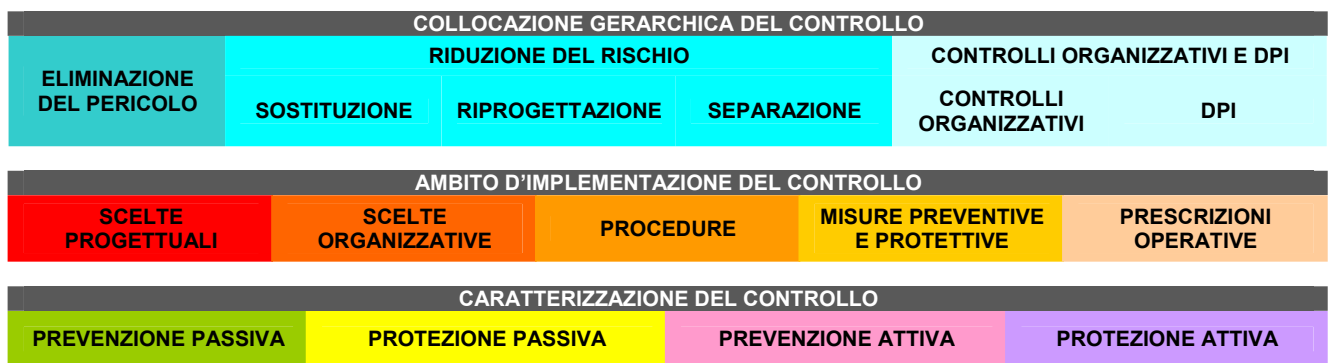 COLLOCAZIONE GERARCHICA DEL CONTROLLO
ELIMINAZIONE
DEL PERICOLO
RIDUZIONE DEL RISCHIO
SOSTITUZIONE
RIPROGETTAZIONE
SEPARAZIONE
CONTROLLI ORGANIZZATIVI E DPI
CONTROLLI
ORGANIZZATIVI
DPI
AMBITO D'IMPLEMENTAZIONE DEL CONTROLLO
SCELTE
PROGETTUALI
SCELTE
ORGANIZZATIVE
PROCEDURE
MISURE PREVENTIVE
E PROTETTIVE
PRESCRIZIONI
OPERATIVE
CARATTERIZZAZIONE DEL CONTROLLO
PREVENZIONE PASSIVA
PROTEZIONE PASSIVA
PREVENZIONE ATTIVA
PROTEZIONE ATTIVA